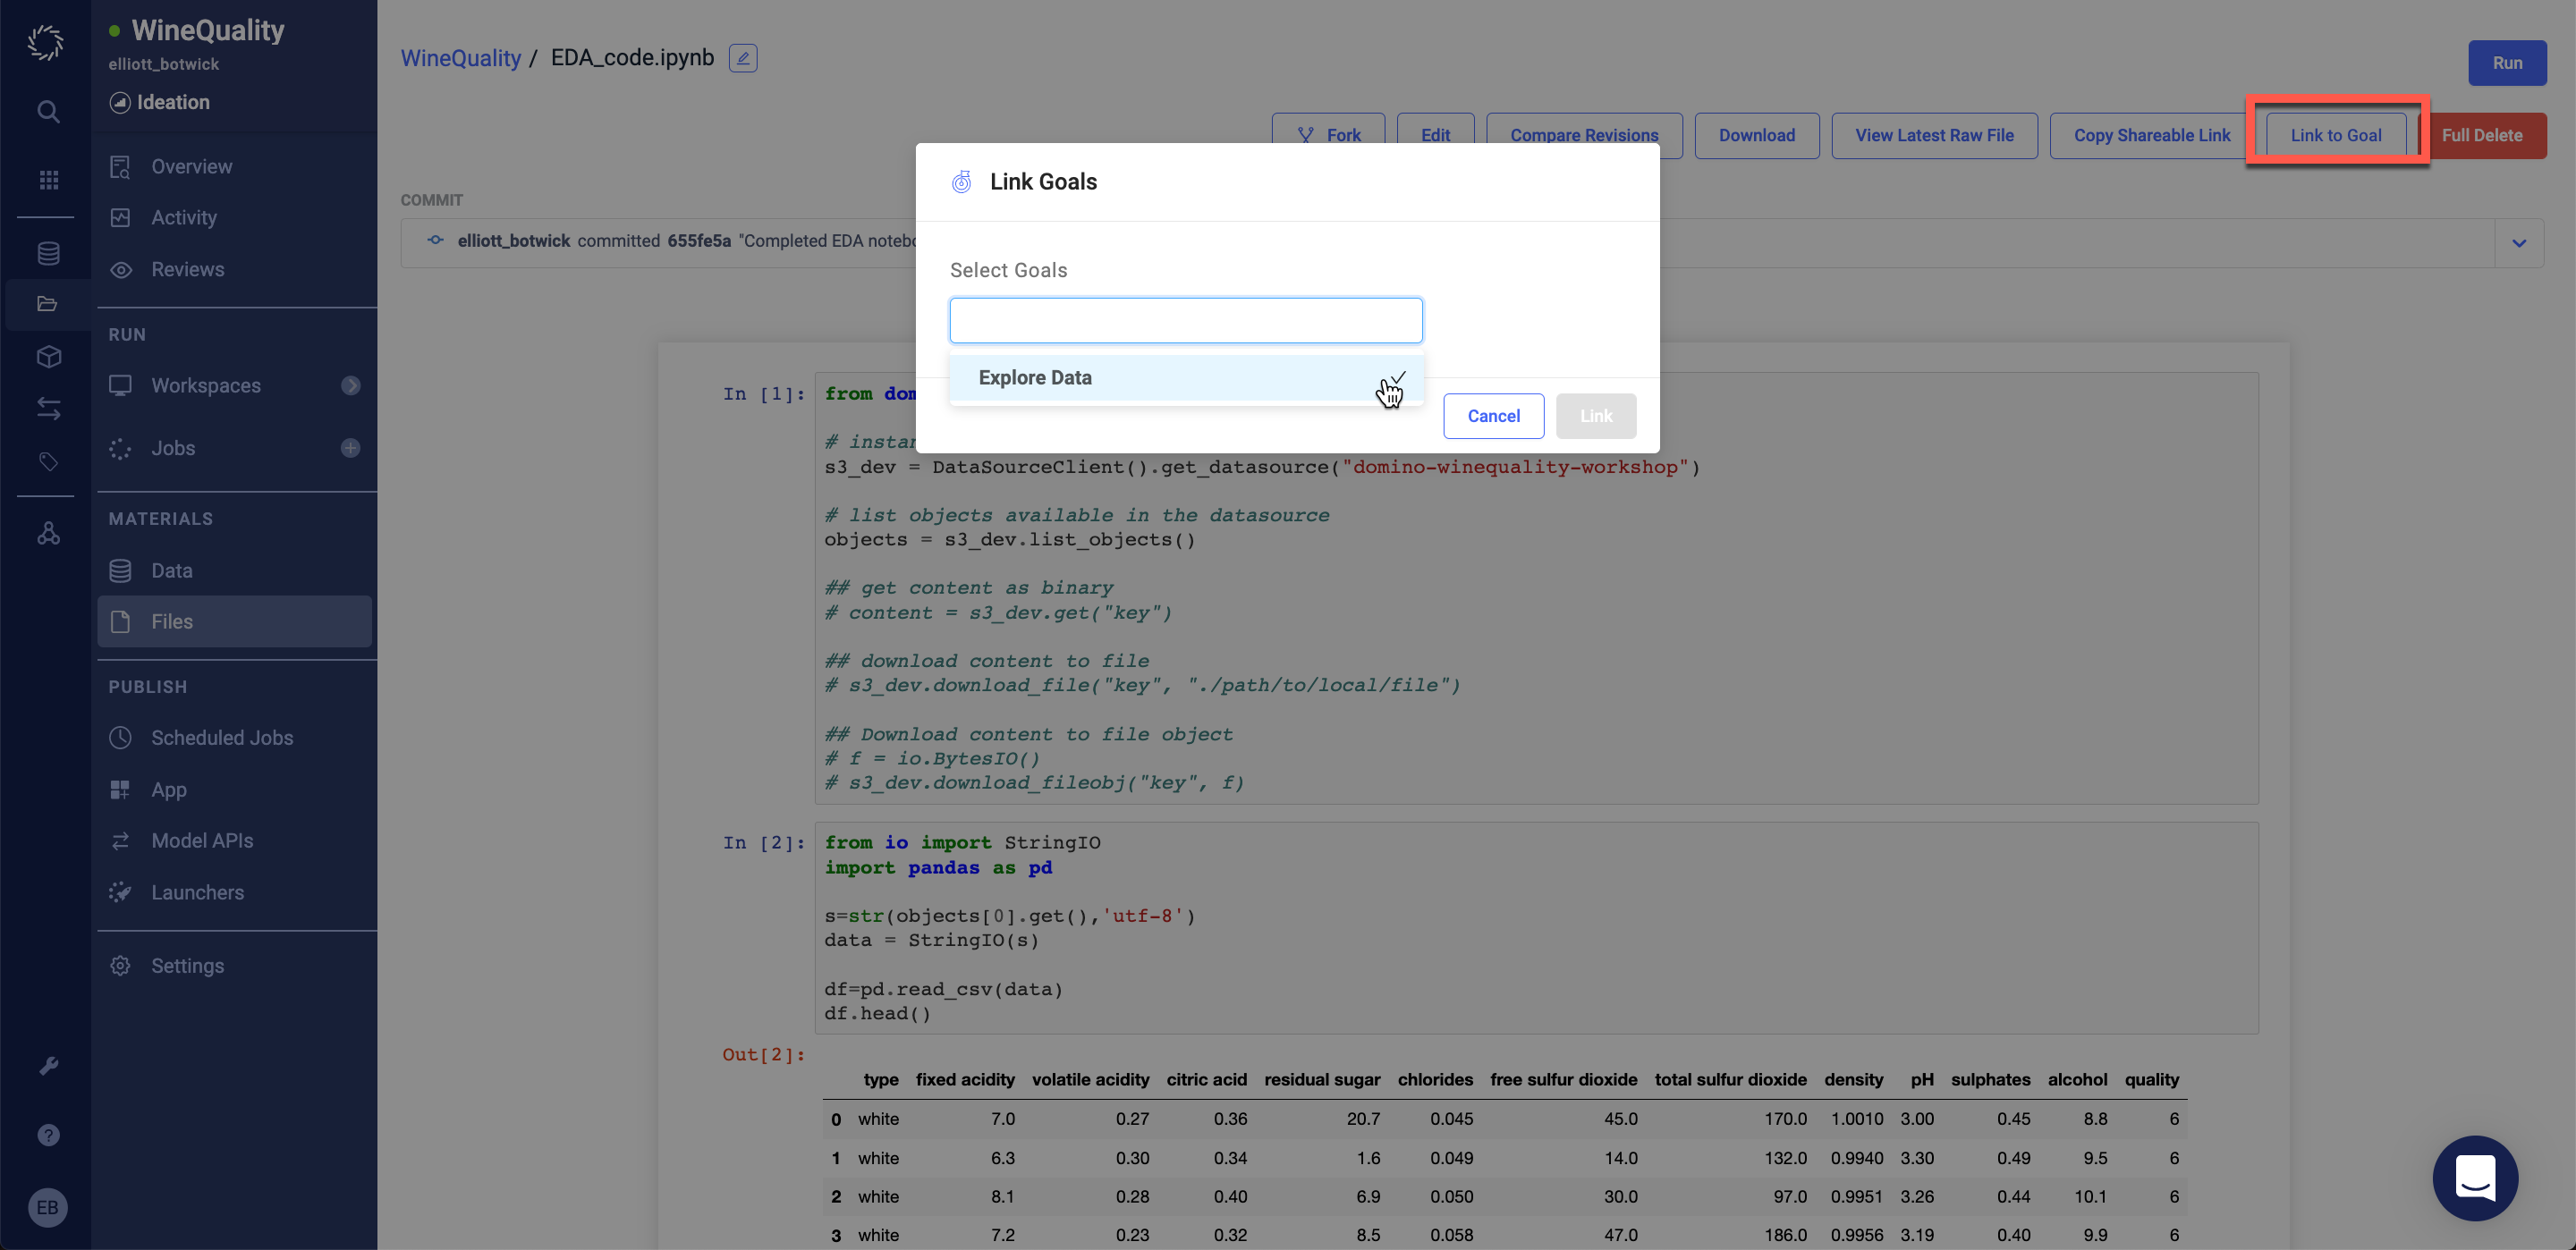 WineQuality
elliott_botwick
Ideation
Overview
Activity
Reviews
RUN
Workspaces
Jobs
MATERIALS
Data
Files
PUBLISH
Scheduled Jobs
App
Model APIs
Launchers
Settings
EB
WineQuality / EDA_code.ipynb
Run
Fork Edit Compare Revisions Download View Latest Raw File Copy Shareable Link Link to Goal Full Delete
COMMIT
elliott_botwick committed 655fe5a "Completed EDA
Link Goals
Select Goals
Explore Data
Cancel Link
In [1]: from
#
s3_dev = DataSourceClient().get_datasource("domino-winequality-workshop")
# list objects available in the datasource
objects = s3_dev.list_objects()
## get content as binary
# content = s3_dev.get("key")
## download content to file
# s3_dev.download_file("key", "./path/to/local/file")
## Download content to file object
# f = io.BytesIO()
# s3_dev.download_fileobj("key", f)
In [2]: from io import StringIO
import pandas as pd
s=str(objects[0].get(),'utf-8')
data = StringIO(s)
df=pd.read_csv(data)
df.head()
Out[2]:
type fixed acidity volatile acidity citric acid residual sugar chlorides free sulfur dioxide total sulfur dioxide density pH sulphates alcohol quality
0 white 7.0 0.27 0.36 20.7 0.045 45.0 170.0 1.0010 3.00 0.45 8.8 6
1 white 6.3 0.30 0.34 1.6 0.049 14.0 132.0 0.9940 3.30 0.49 9.5 6
2 white 8.1 0.28 0.40 6.9 0.050 30.0 97.0 0.9951 3.26 0.44 10.1 6
3 white 7.2 0.23 0.32 8.5 0.058 47.0 186.0 0.9956 3.19 0.40 9.9 6